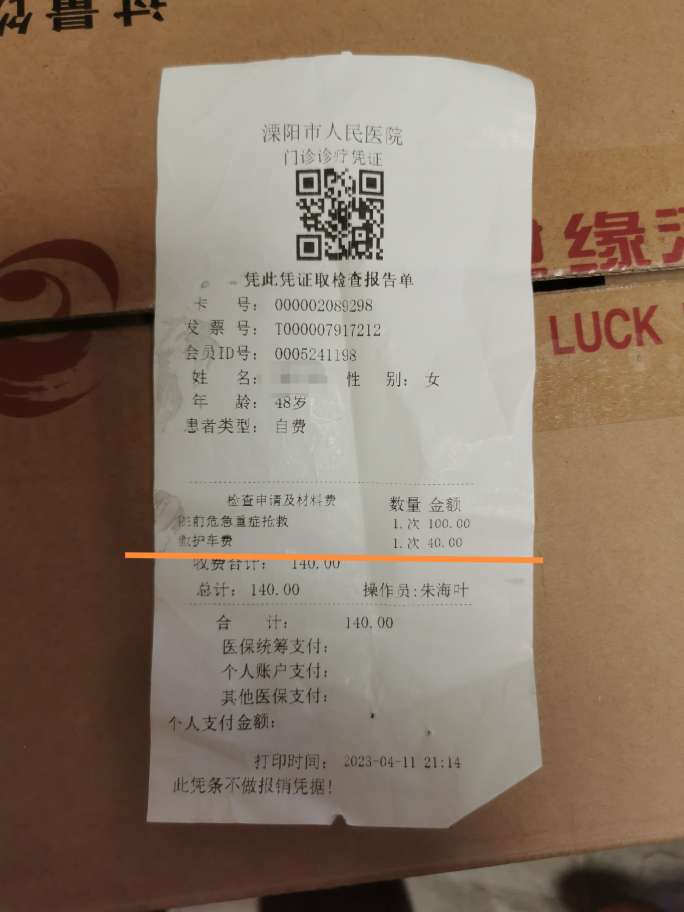 过量饮
缘
LUCK
溧阳市人民医院
门诊诊疗凭证
凭此凭证取检查报告单
卡 号: 000002089298
发 票 号: T000007917212
会员ID号: 0005241198
姓 名: 性 别: 女
年 龄: 48岁
患者类型: 自费
检查申请及材料费 数量 金额
院前危急重症抢救 1.次 100.00
救护车费 1.次 40.00
收费合计: 140.00
总计: 140.00 操作员:朱海叶
合 计: 140.00
医保统筹支付:
个人账户支付:
其他医保支付:
个人支付金额:
打印时间: 2023-04-11 21:14
此凭条不做报销凭据!